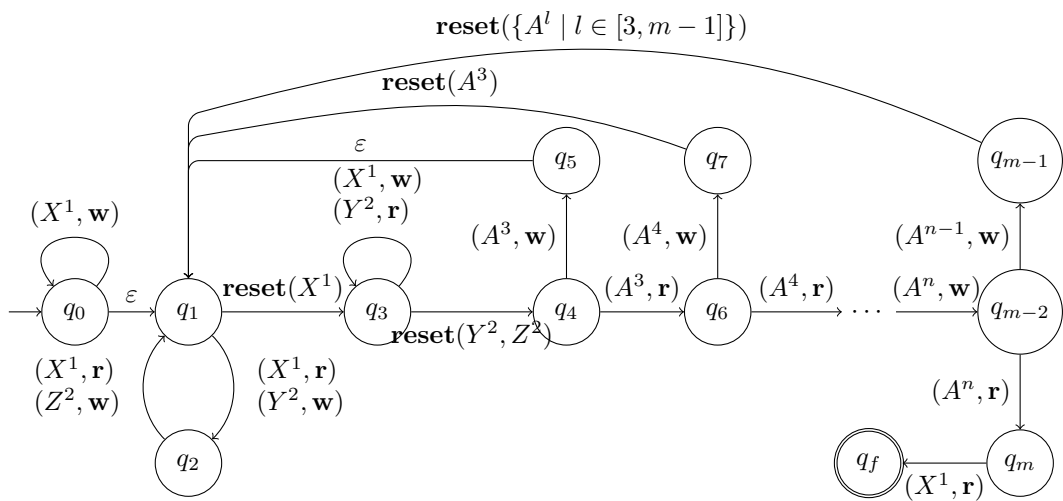 reset({A^l | l ∈ [3, m − 1]})
reset(A^3)
ε
q_5
q_7
q_{m−1}
(X^1, w)
(X^1, w)
(Y^2, r)
(A^3, w)
(A^4, w)
(A^{n−1}, w)
q_0
ε
q_1
reset(X^1)
q_3
reset(Y^2, Z^2)
q_4
(A^3, r)
q_6
(A^4, r)
· · ·
(A^n, w)
q_{m−2}
(X^1, r)
(Z^2, w)
(X^1, r)
(Y^2, w)
(A^n, r)
q_2
q_f
(X^1, r)
q_m